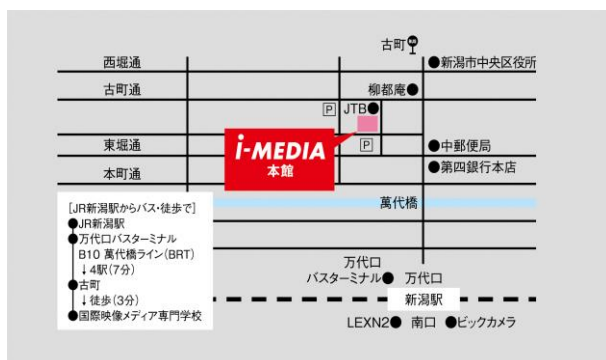 古町
西堀通
新潟市中央区役所
古町通
柳都庵
P
JTB
i-MEDIA
本館
東堀通
P
中郵便局
本町通
第四銀行本店
萬代橋
[JR新潟駅からバス・徒歩で]
JR新潟駅
万代口バスターミナル
B10 萬代橋ライン(BRT)
↓4駅(7分)
古町
↓徒歩(3分)
国際映像メディア専門学校
万代口
バスターミナル
万代口
新潟駅
LEXN2
南口
ビックカメラ